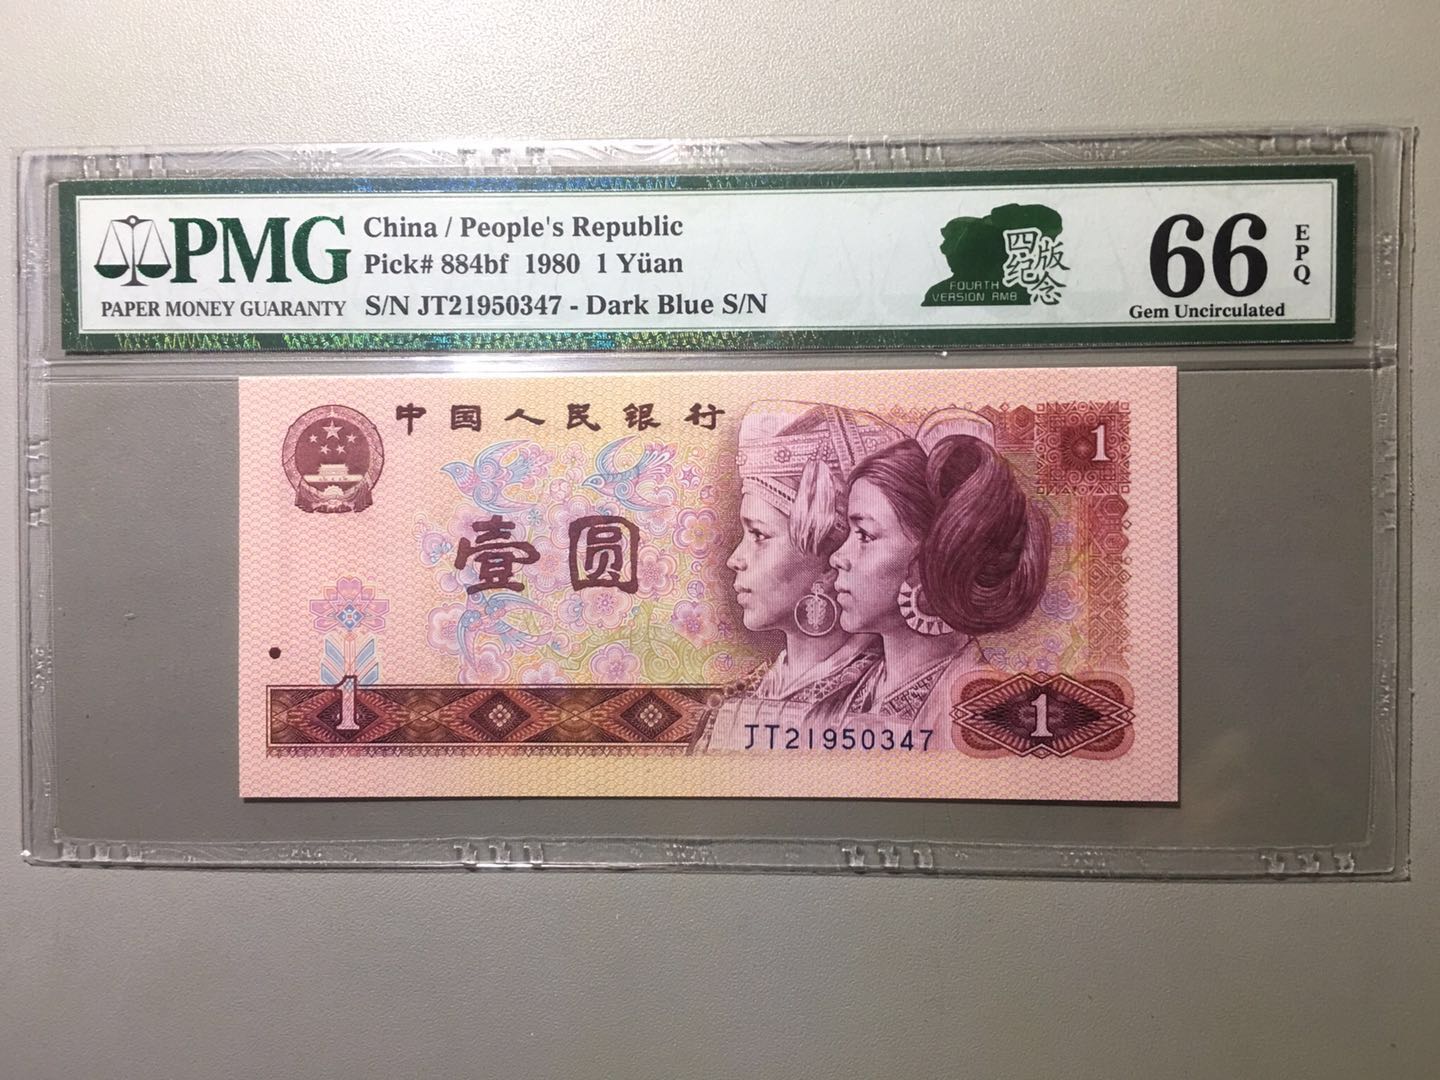 PMG
PAPER MONEY GUARANTY
China / People's Republic
Pick# 884bf 1980 1 Yüan
S/N JT21950347 - Dark Blue S/N
四版
纪念
FOURTH
VERSION RMB
66
EPQ
Gem Uncirculated
中国人民银行
1
壹圆
1
JT21950347
1